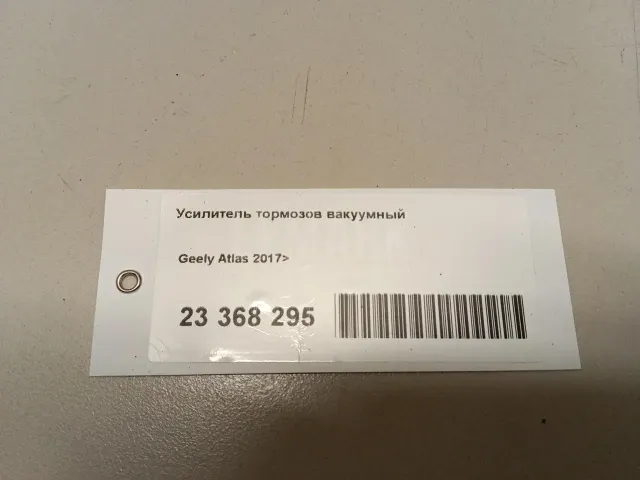 Усилитель тормозов вакуумный
Geely Atlas 2017>
23 368 295